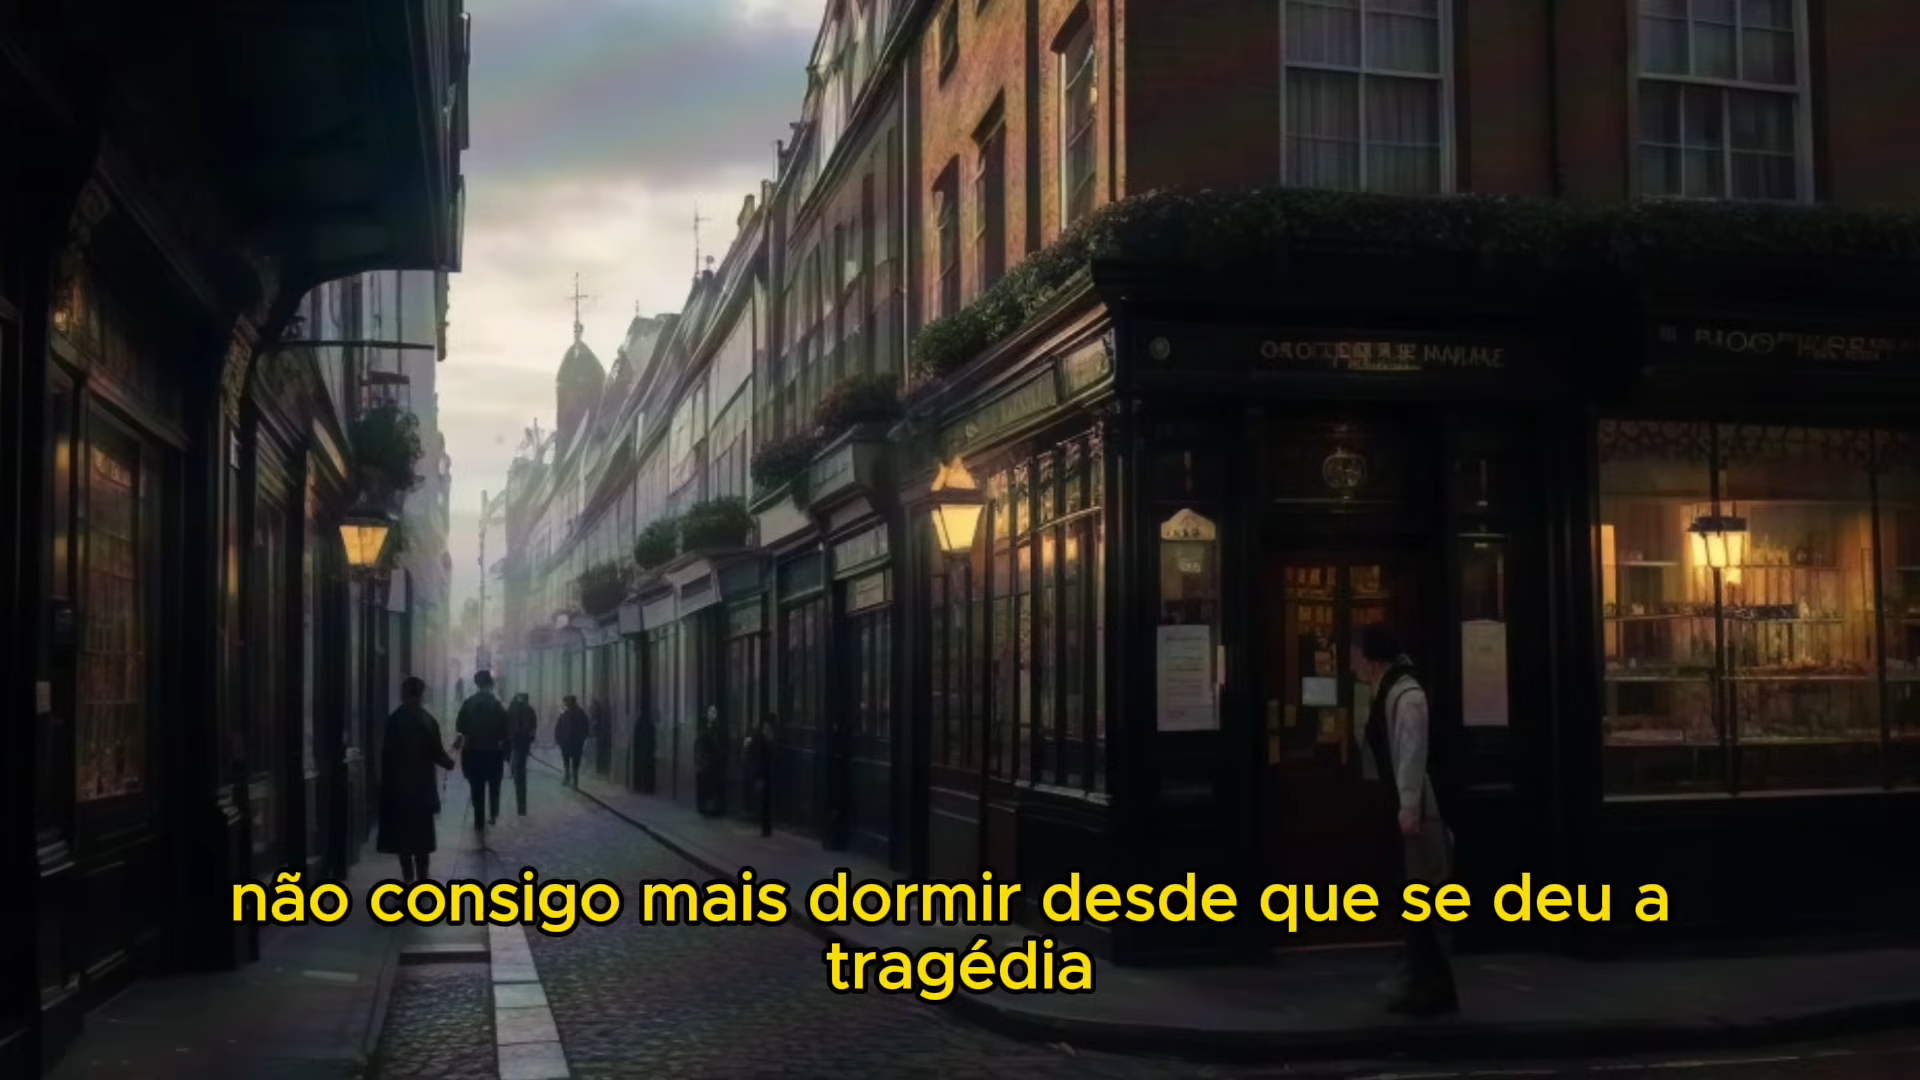 não consigo mais dormir desde que se deu a
tragédia